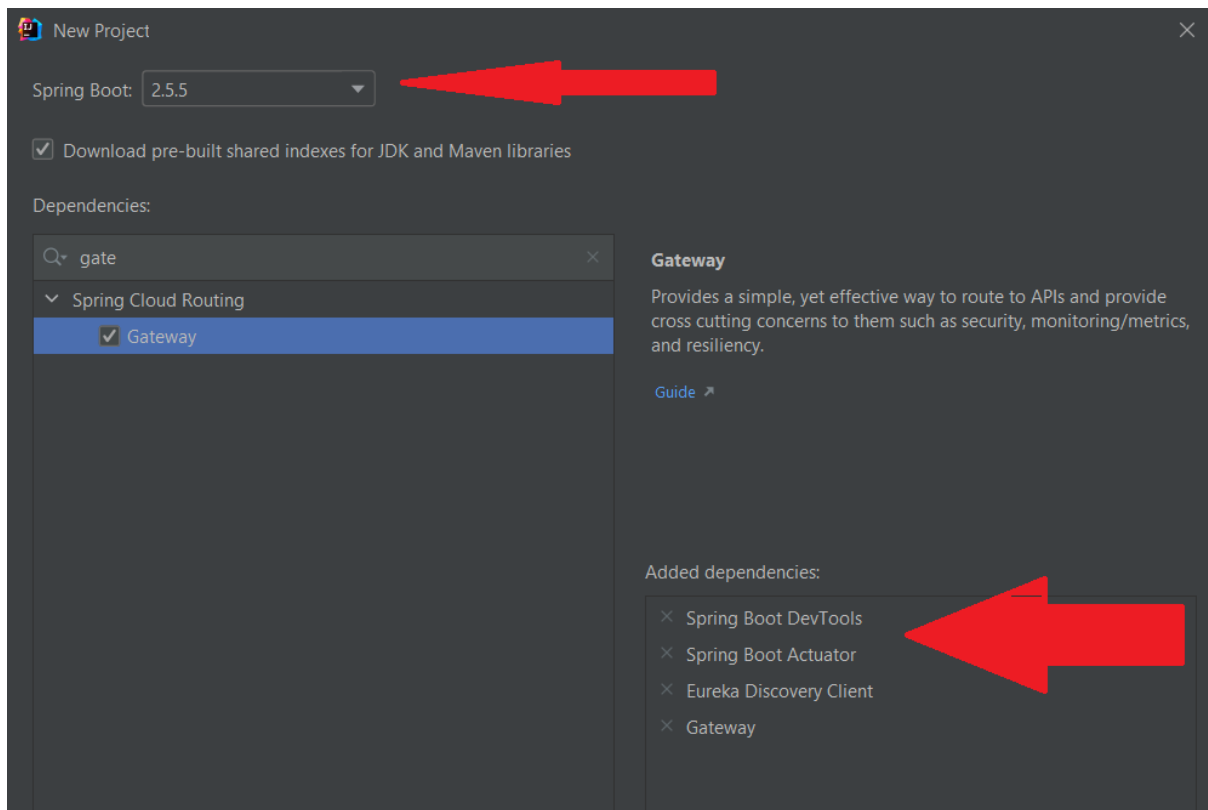 New Project
Spring Boot: 2.5.5
Download pre-built shared indexes for JDK and Maven libraries
Dependencies:
gate
Spring Cloud Routing
Gateway
Gateway
Provides a simple, yet effective way to route to APIs and provide
cross cutting concerns to them such as security, monitoring/metrics,
and resiliency.
Guide
Added dependencies:
Spring Boot DevTools
Spring Boot Actuator
Eureka Discovery Client
Gateway